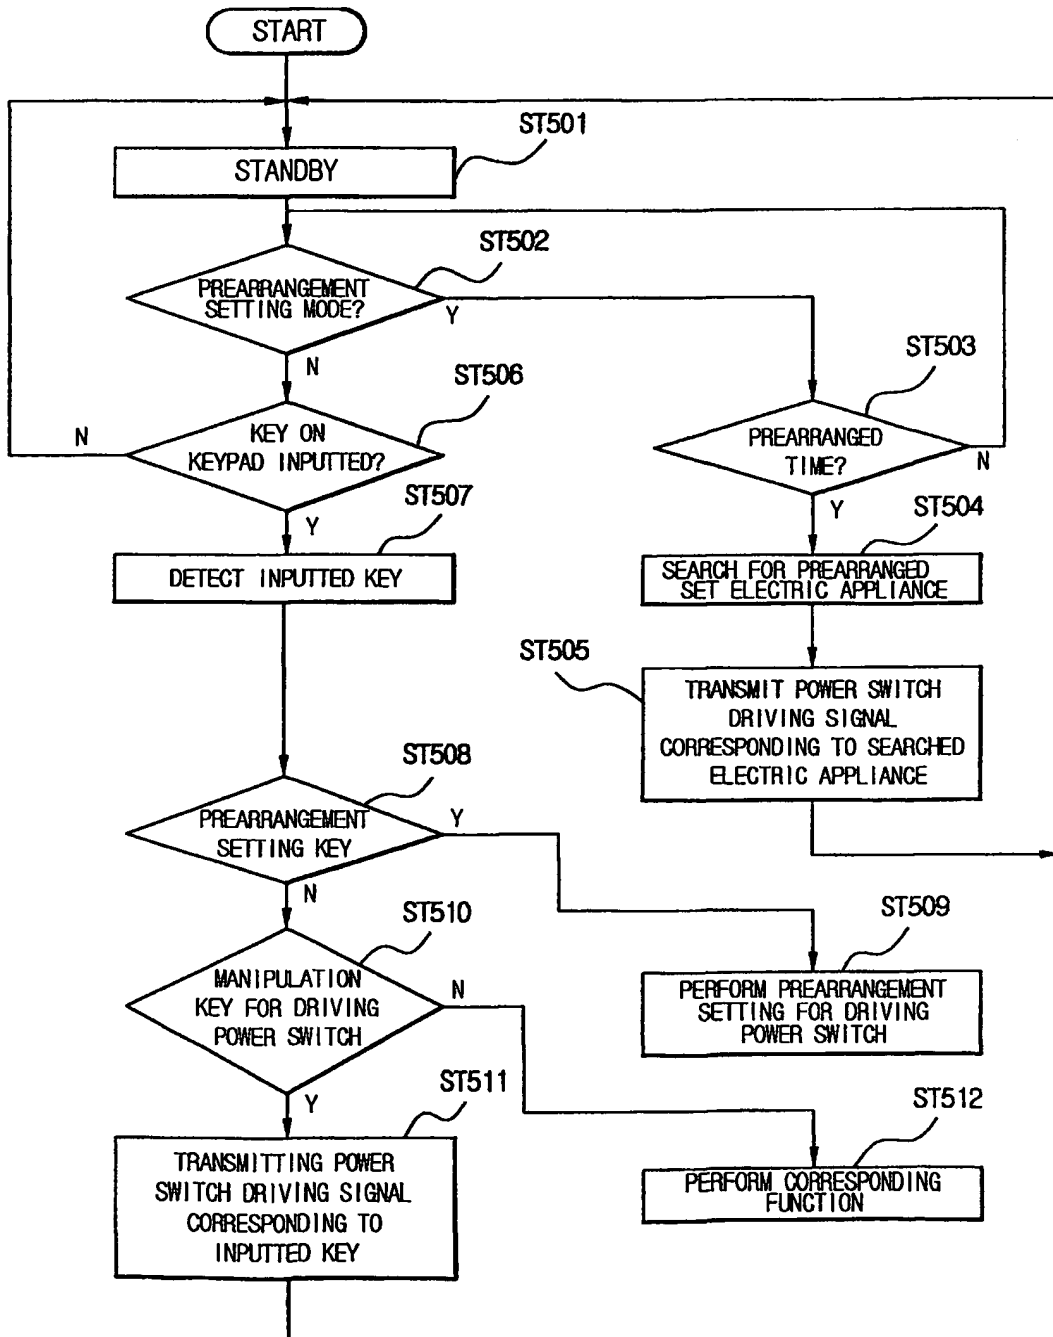 START
ST501
STANDBY
ST502
PREARRANGEMENT
SETTING MODE?
Y
N
ST503
PREARRANGED
TIME?
N
Y
ST506
KEY ON
KEYPAD INPUTTED?
N
Y
ST507
DETECT INPUTTED KEY
ST504
SEARCH FOR PREARRANGED
SET ELECTRIC APPLIANCE
ST505
TRANSMIT POWER SWITCH
DRIVING SIGNAL
CORRESPONDING TO SEARCHED
ELECTRIC APPLIANCE
ST508
PREARRANGEMENT
SETTING KEY
Y
N
ST509
PERFORM PREARRANGEMENT
SETTING FOR DRIVING
POWER SWITCH
ST510
MANIPULATION
KEY FOR DRIVING
POWER SWITCH
N
Y
ST511
TRANSMITTING POWER
SWITCH DRIVING SIGNAL
CORRESPONDING TO
INPUTTED KEY
ST512
PERFORM CORRESPONDING
FUNCTION